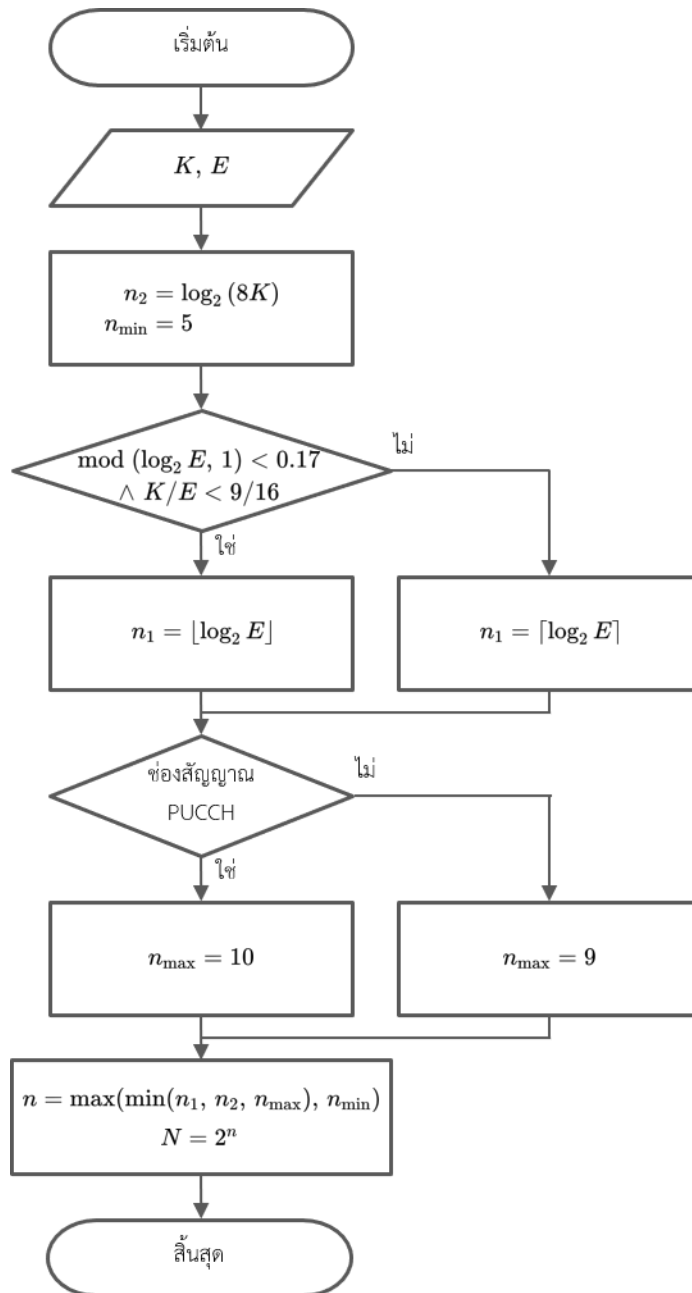 เริ่มต้น
K, E
n₂ = log₂ (8K)
n_min = 5
mod (log₂ E, 1) < 0.17
∧ K/E < 9/16
ไม่
ใช่
n₁ = ⌊log₂ E⌋
n₁ = ⌈log₂ E⌉
ช่องสัญญาณ
PUCCH
ไม่
ใช่
n_max = 10
n_max = 9
n = max(min(n₁, n₂, n_max), n_min)
N = 2ⁿ
สิ้นสุด